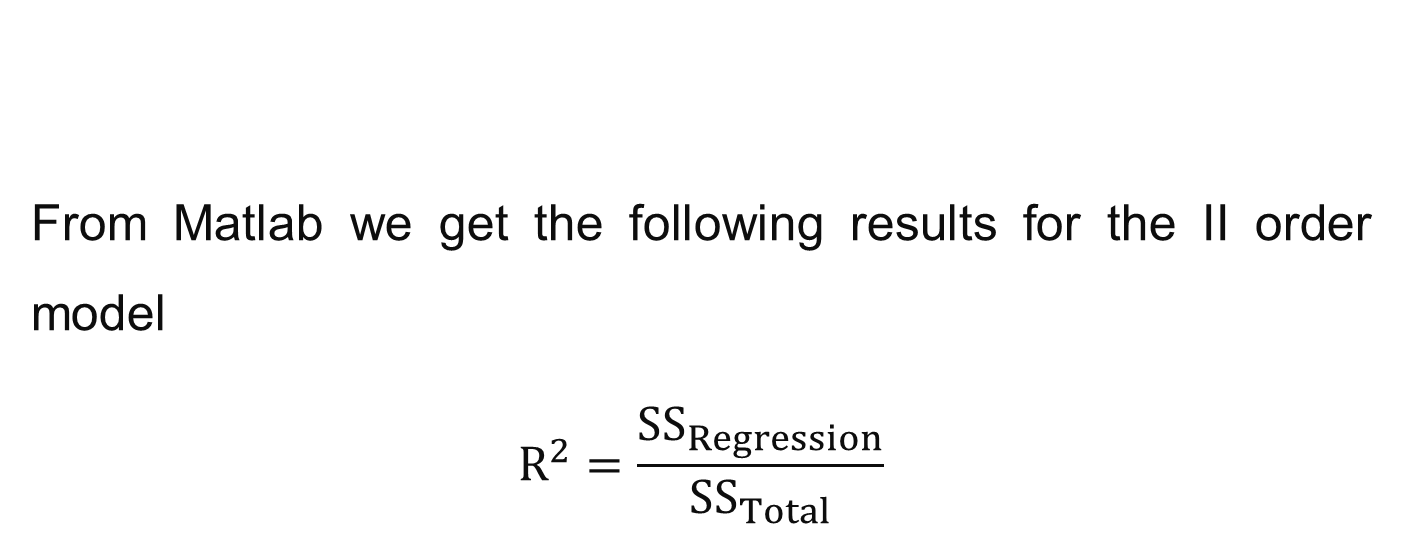 From Matlab we get the following results for the II order
model
R² = SS_Regression / SS_Total